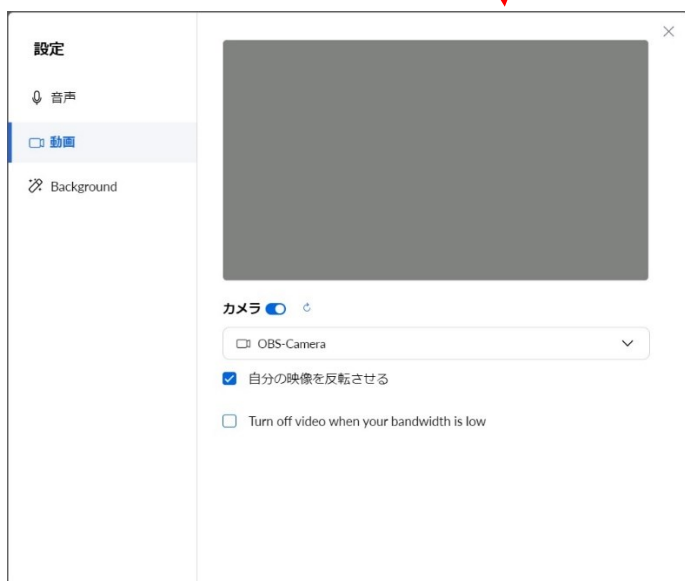 設定
音声
動画
Background
カメラ
OBS-Camera
自分の映像を反転させる
Turn off video when your bandwidth is low